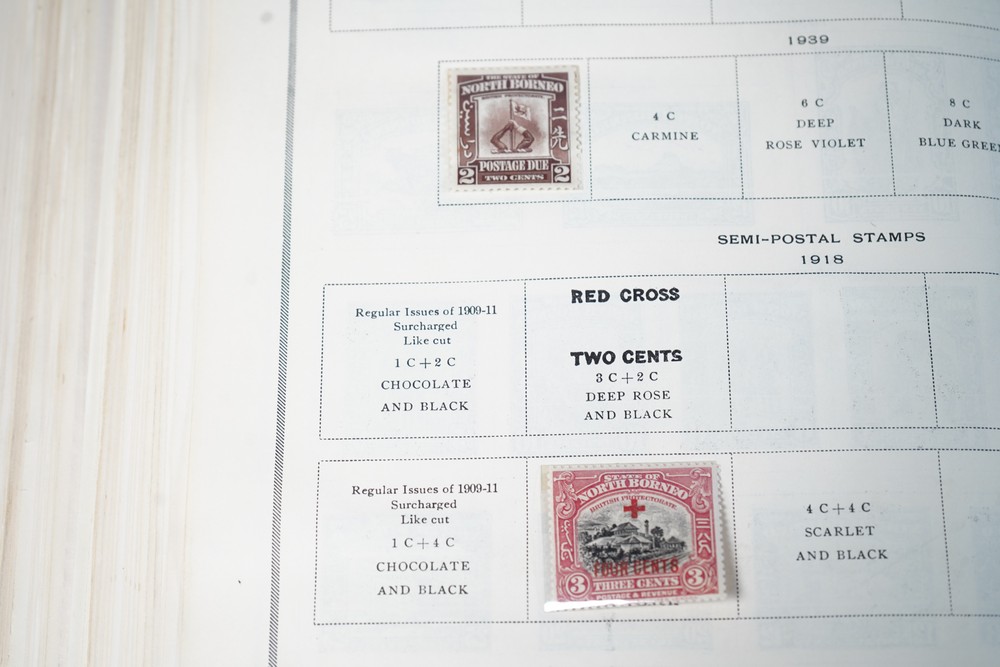 1939
THE STATE OF
NORTH BORNEO
二先
POSTAGE DUE
2 TWO CENTS 2
4 C
CARMINE
6 C
DEEP
ROSE VIOLET
8 C
DARK
BLUE GREEN
SEMI-POSTAL STAMPS
1918
Regular Issues of 1909-11
Surcharged
Like cut
1 C+2 C
CHOCOLATE
AND BLACK
RED CROSS
TWO CENTS
3 C+2 C
DEEP ROSE
AND BLACK
Regular Issues of 1909-11
Surcharged
Like cut
1 C+4 C
CHOCOLATE
AND BLACK
STATE OF
NORTH BORNEO
BRITISH PROTECTORATE
FOUR CENTS
3 THREE CENTS 3
POSTAGE & REVENUE
4 C+4 C
SCARLET
AND BLACK